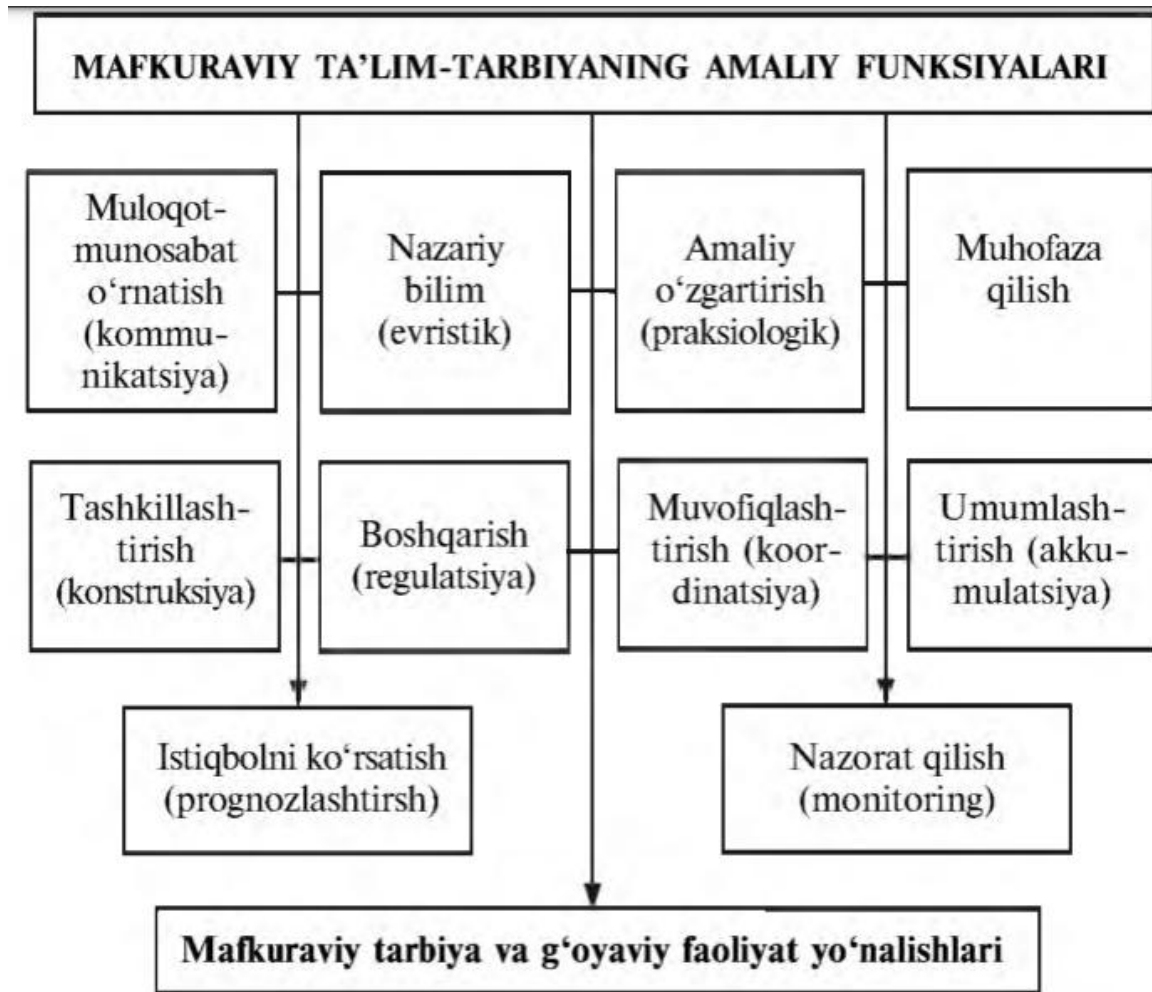 MAFKURAVIY TA’LIM-TARBIYANING AMALIY FUNKSIYALARI
Muloqot-
munosabat
o‘rnatish
(kommu-
nikatsiya)
Nazariy
bilim
(evristik)
Amaliy
o‘zgartirish
(praksiologik)
Muhofaza
qilish
Tashkillash-
tirish
(konstruksiya)
Boshqarish
(regulatsiya)
Muvofiqlash-
tirish (koor-
dinatsiya)
Umumlash-
tirish (akku-
mulatsiya)
Istiqbolni ko‘rsatish
(prognozlashtirsh)
Nazorat qilish
(monitoring)
Mafkuraviy tarbiya va g‘oyaviy faoliyat yo‘nalishlari